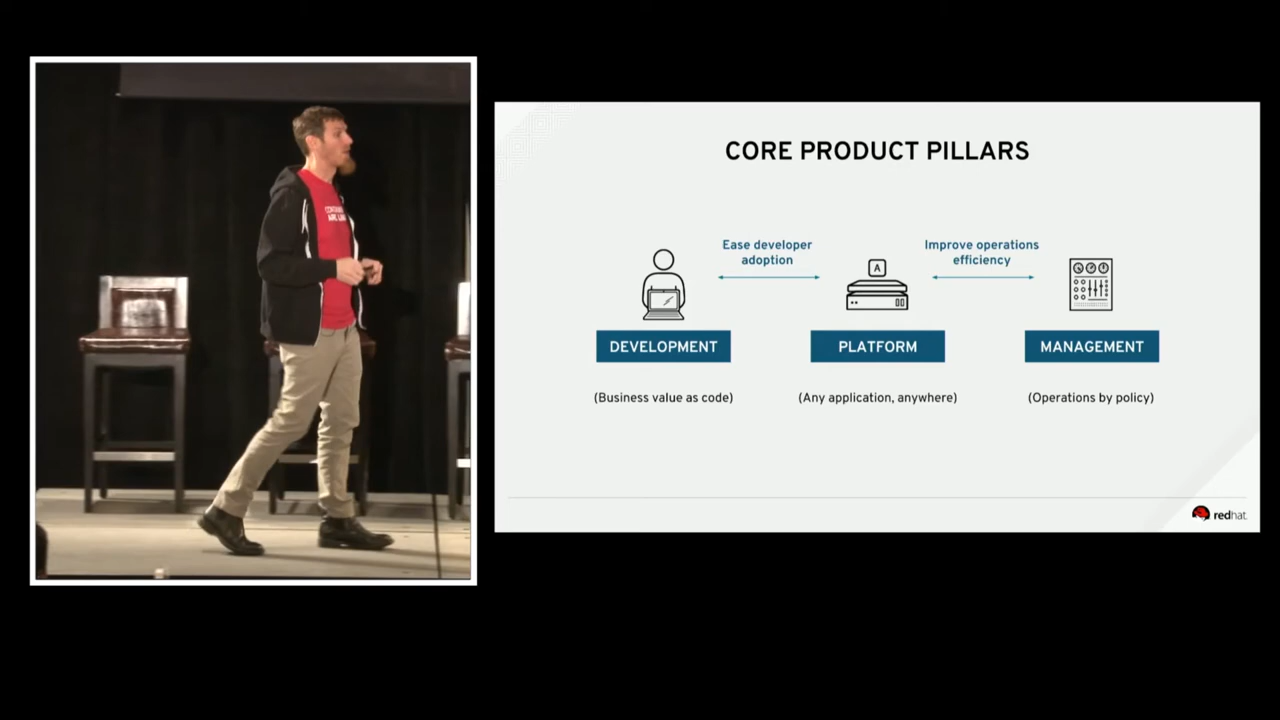 CORE PRODUCT PILLARS
Ease developer
adoption
Improve operations
efficiency
A
DEVELOPMENT
PLATFORM
MANAGEMENT
(Business value as code)
(Any application, anywhere)
(Operations by policy)
redhat.